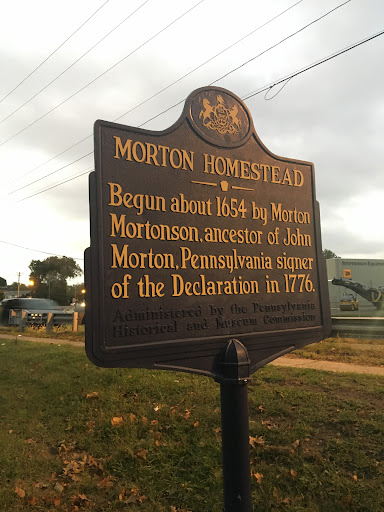 MORTON HOMESTEAD
Begun about 1654 by Morton
Mortonson, ancestor of John
Morton, Pennsylvania signer
of the Declaration in 1776.
Administered by the Pennsylvania
Historical and Museum Commission